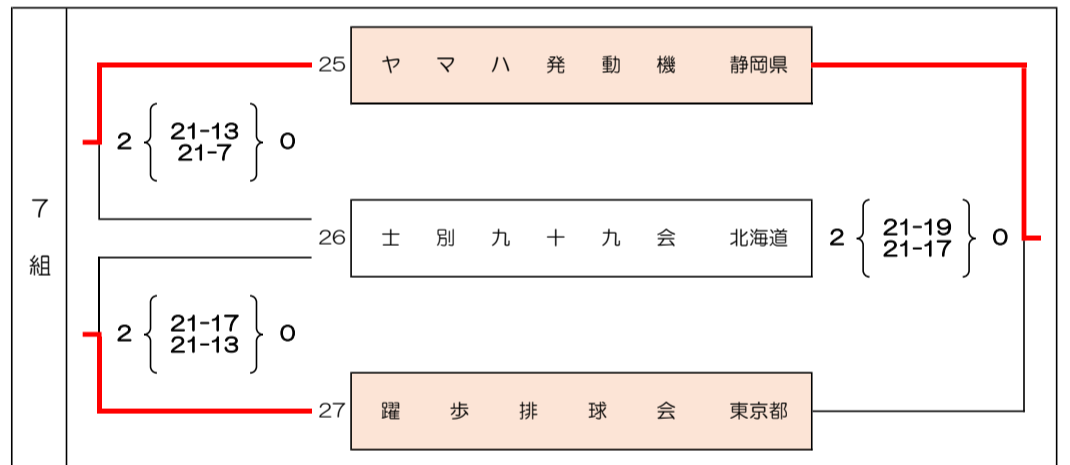 7
組
25 ヤマハ発動機 静岡県
2 { 21-13 } 0
21-7
26 士別九十九会 北海道
2 { 21-19 } 0
21-17
2 { 21-17 } 0
21-13
27 躍歩排球会 東京都